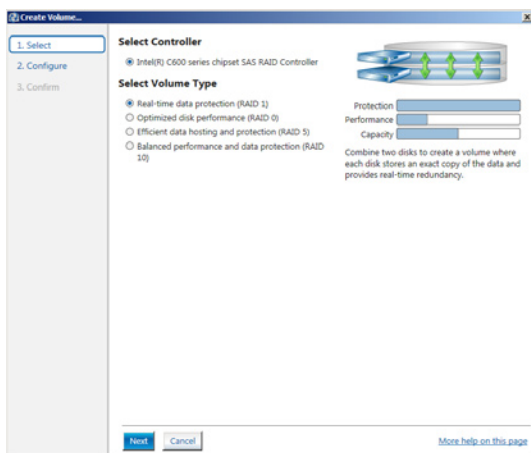 Create Volume...
1. Select
2. Configure
3. Confirm
Select Controller
Intel(R) C600 series chipset SAS RAID Controller
Select Volume Type
Real-time data protection (RAID 1)
Optimized disk performance (RAID 0)
Efficient data hosting and protection (RAID 5)
Balanced performance and data protection (RAID
10)
Protection
Performance
Capacity
Combine two disks to create a volume where
each disk stores an exact copy of the data and
provides real-time redundancy.
Next
Cancel
More help on this page